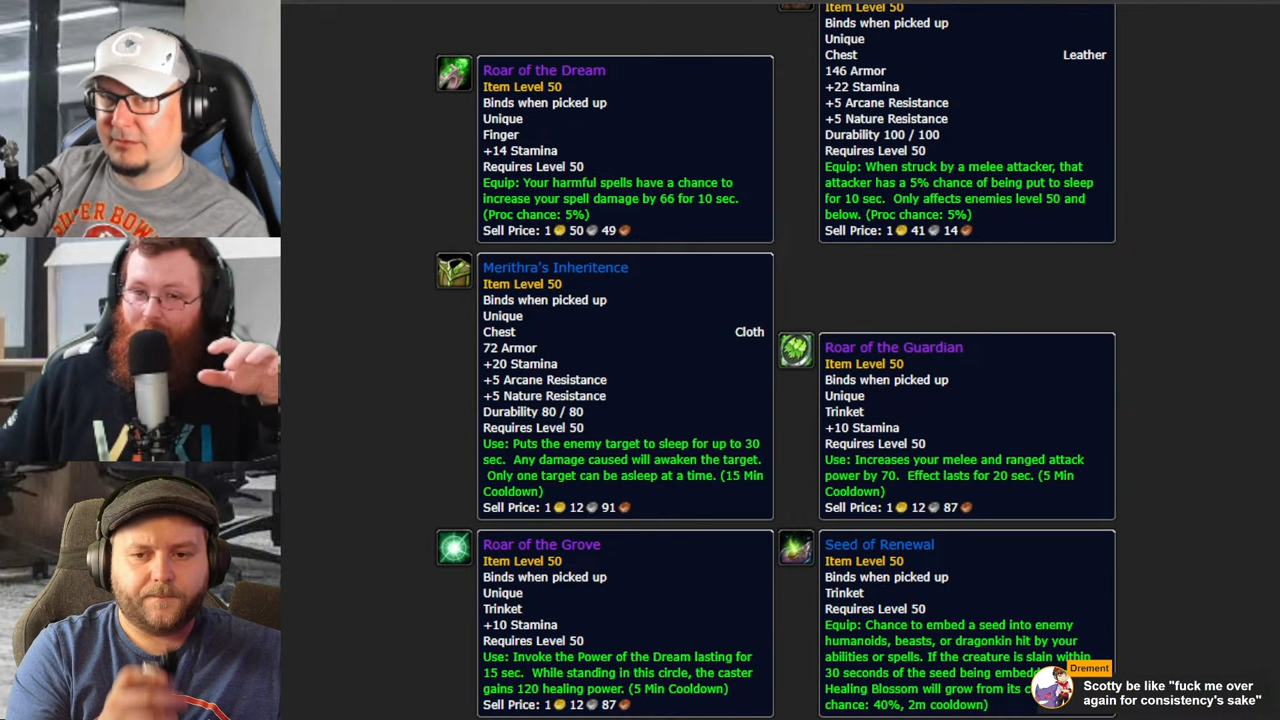 Item Level 50
Binds when picked up
Unique
Chest Leather
146 Armor
+22 Stamina
+5 Arcane Resistance
+5 Nature Resistance
Durability 100 / 100
Requires Level 50
Equip: When struck by a melee attacker, that
attacker has a 5% chance of being put to sleep
for 10 sec. Only affects enemies level 50 and
below. (Proc chance: 5%)
Sell Price: 1 41 14
Roar of the Dream
Item Level 50
Binds when picked up
Unique
Finger
+14 Stamina
Requires Level 50
Equip: Your harmful spells have a chance to
increase your spell damage by 66 for 10 sec.
(Proc chance: 5%)
Sell Price: 1 50 49
Merithra's Inheritence
Item Level 50
Binds when picked up
Unique
Chest Cloth
72 Armor
+20 Stamina
+5 Arcane Resistance
+5 Nature Resistance
Durability 80 / 80
Requires Level 50
Use: Puts the enemy target to sleep for up to 30
sec. Any damage caused will awaken the target.
Only one target can be asleep at a time. (15 Min
Cooldown)
Sell Price: 1 12 91
Roar of the Guardian
Item Level 50
Binds when picked up
Unique
Trinket
+10 Stamina
Requires Level 50
Use: Increases your melee and ranged attack
power by 70. Effect lasts for 20 sec. (5 Min
Cooldown)
Sell Price: 1 12 87
Roar of the Grove
Item Level 50
Binds when picked up
Unique
Trinket
+10 Stamina
Requires Level 50
Use: Invoke the Power of the Dream lasting for
15 sec. While standing in this circle, the caster
gains 120 healing power. (5 Min Cooldown)
Sell Price: 1 12 87
Seed of Renewal
Item Level 50
Binds when picked up
Trinket
Requires Level 50
Equip: Chance to embed a seed into enemy
humanoids, beasts, or dragonkin hit by your
abilities or spells. If the creature is slain within
30 seconds of the seed being
Healing Blossom will grow from its
chance: 40%, 2m cooldown)
Drement
Scotty be like "fuck me over
again for consistency's sake"